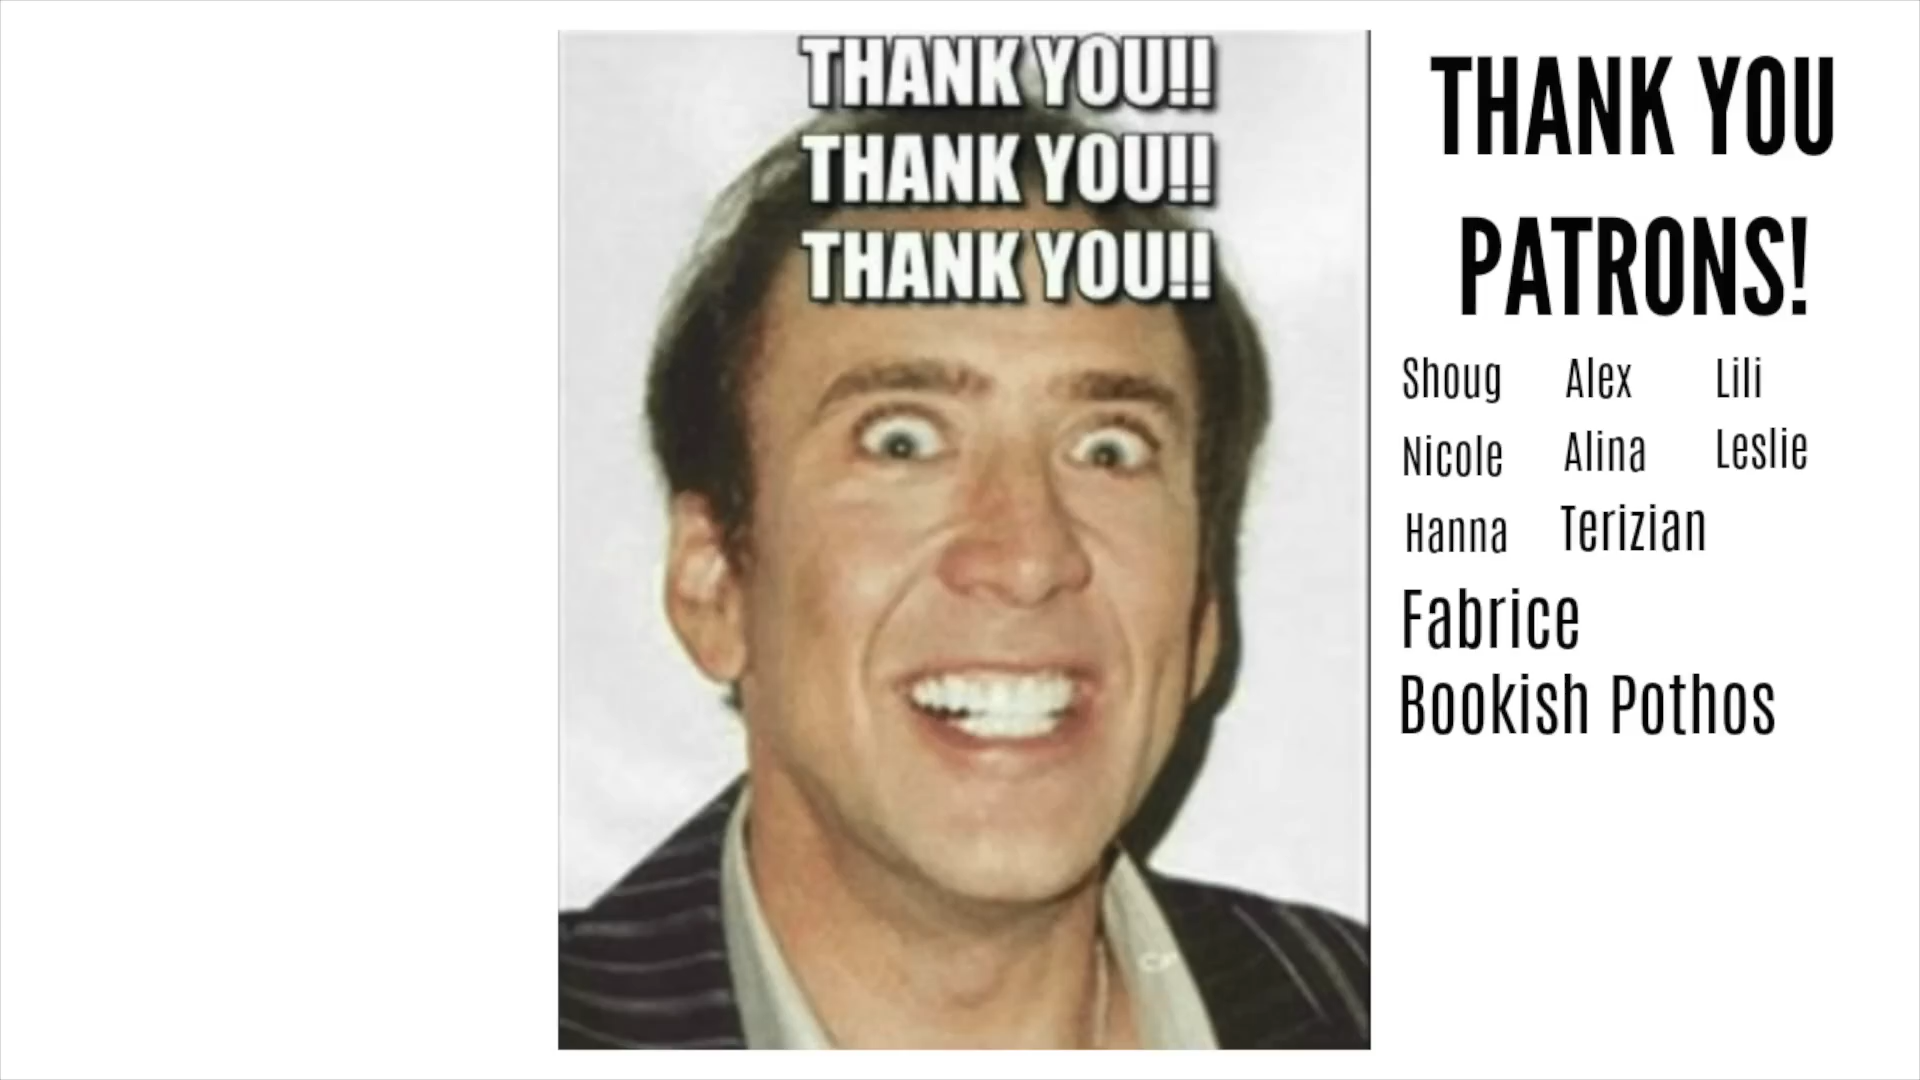 THANK YOU!!
THANK YOU!!
THANK YOU!!
THANK YOU
PATRONS!
Shoug Alex Lili
Nicole Alina Leslie
Hanna Terizian
Fabrice
Bookish Pothos